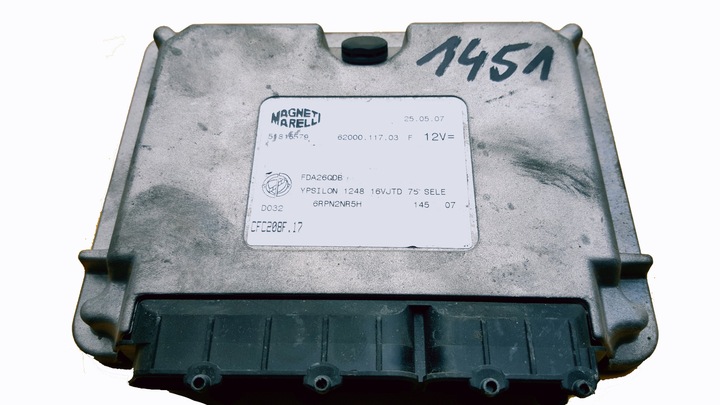 1451
MAGNETI
MARELLI
25.05.07
62000.117.03 F 12V=
FDA26QDB
YPSILON 1248 16VJTD 75 SELE
D032 6RPN2NR5H 145 07
CFC208F.17